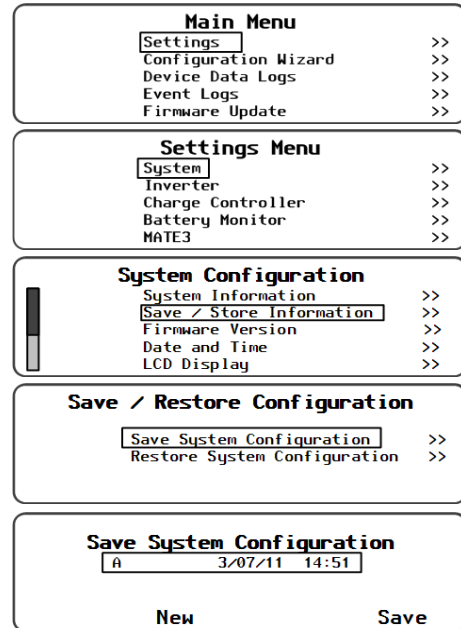 Main Menu
Settings >>
Configuration Wizard >>
Device Data Logs >>
Event Logs >>
Firmware Update >>
Settings Menu
System >>
Inverter >>
Charge Controller >>
Battery Monitor >>
MATE3 >>
System Configuration
System Information >>
Save / Store Information >>
Firmware Version >>
Date and Time >>
LCD Display >>
Save / Restore Configuration
Save System Configuration >>
Restore System Configuration >>
Save System Configuration
A 3/07/11 14:51
New Save